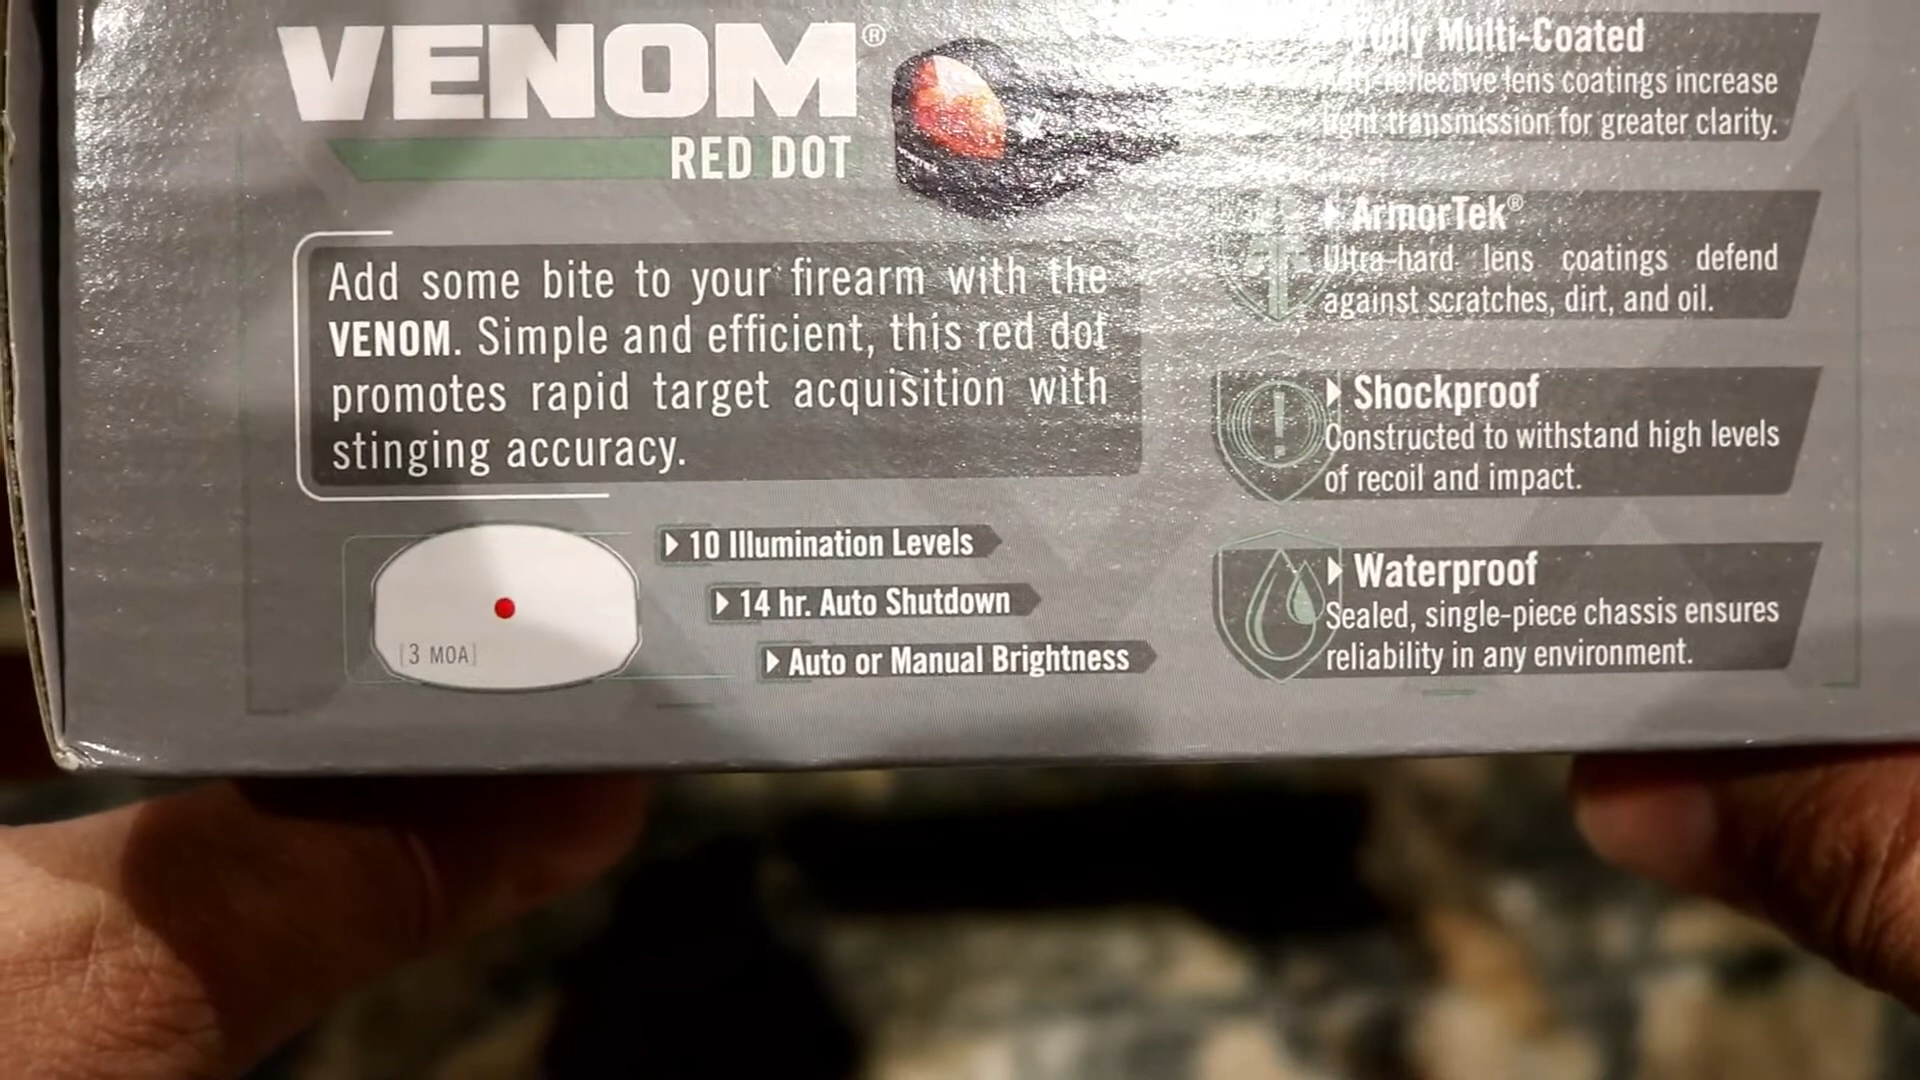 VENOM®
RED DOT
Add some bite to your firearm with the
VENOM. Simple and efficient, this red dot
promotes rapid target acquisition with
stinging accuracy.
[3 MOA]
10 Illumination Levels
14 hr. Auto Shutdown
Auto or Manual Brightness
Fully Multi-Coated
Anti-reflective lens coatings increase
light transmission for greater clarity.
ArmorTek®
Ultra-hard lens coatings defend
against scratches, dirt, and oil.
Shockproof
Constructed to withstand high levels
of recoil and impact.
Waterproof
Sealed, single-piece chassis ensures
reliability in any environment.